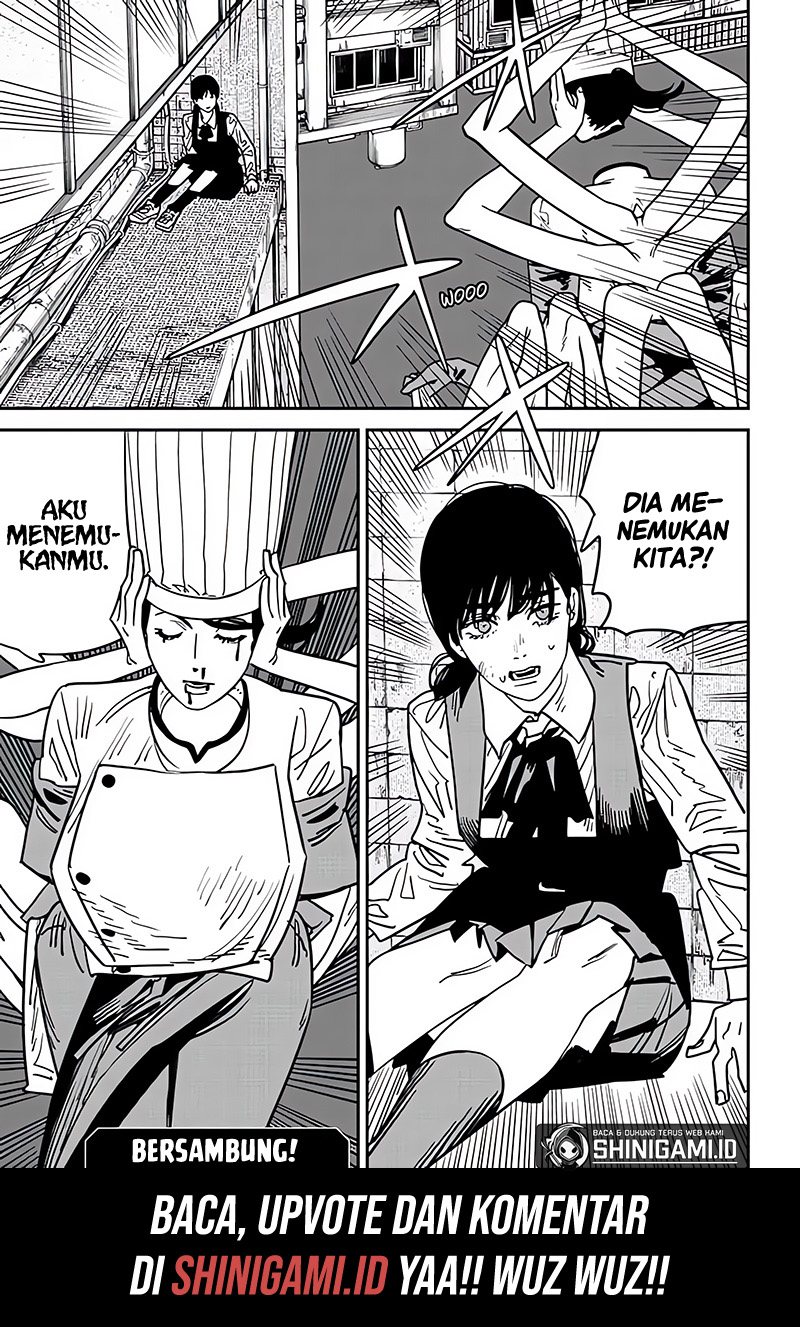 WOOO
DIA ME-
NEMUKAN
KITA?!
AKU
MENEMU-
KANMU.
BERSAMBUNG!
BACA & DUKUNG TERUS WEB KAMI
SHINIGAMI.ID
BACA, UPVOTE DAN KOMENTAR
DI SHINIGAMI.ID YAA!! WUZ WUZ!!